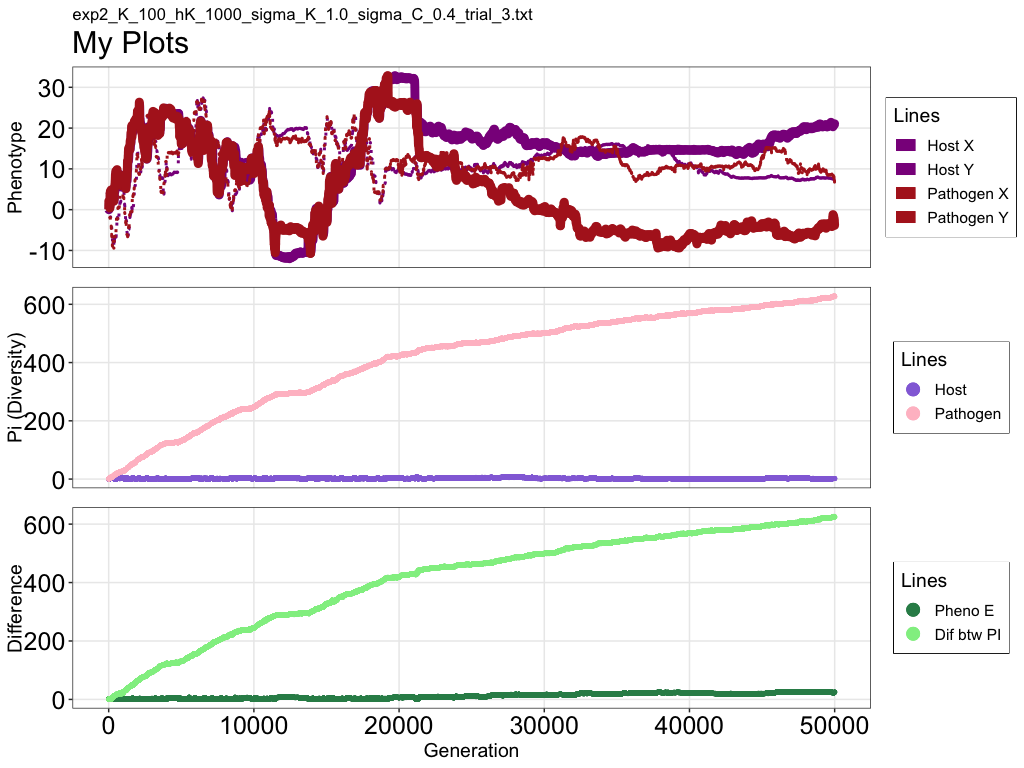 exp2_K_100_hK_1000_sigma_K_1.0_sigma_C_0.4_trial_3.txt
My Plots
Phenotype
30
20
10
0
-10
Lines
Host X
Host Y
Pathogen X
Pathogen Y
Pi (Diversity)
600
400
200
0
Lines
Host
Pathogen
Difference
600
400
200
0
Lines
Pheno E
Dif btw PI
0 10000 20000 30000 40000 50000
Generation